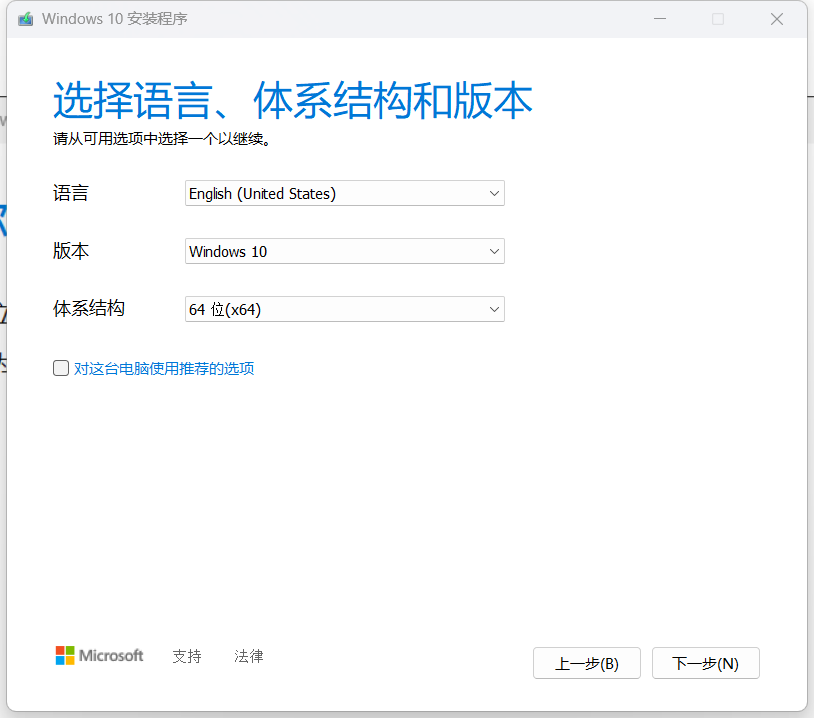 Windows 10 安装程序
选择语言、体系结构和版本
请从可用选项中选择一个以继续。
语言 English (United States)
版本 Windows 10
体系结构 64 位(x64)
对这台电脑使用推荐的选项
Microsoft 支持 法律 上一步(B) 下一步(N)